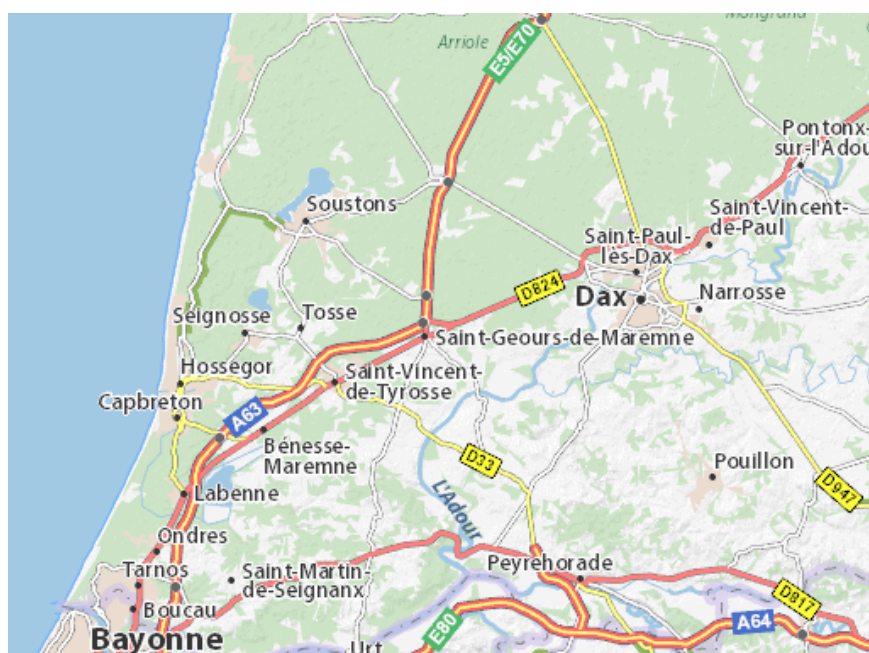 Mongrand
Arriole
E5/E70
Pontonx-
sur-l'Adour
Soustons
Saint-Vincent-
de-Paul
Saint-Paul-
lès-Dax
D824
Dax
Narrosse
Seignosse
Tosse
Saint-Geours-de-Maremne
Hossegor
Saint-Vincent-
de-Tyrosse
Capbreton
A63
Bénesse-
Maremne
D33
Pouillon
D947
Labenne
L'Adour
Ondres
Tarnos
Saint-Martin-
de-Seignanx
Peyrehorade
Boucau
D817
A64
E80
Bayonne
Urt